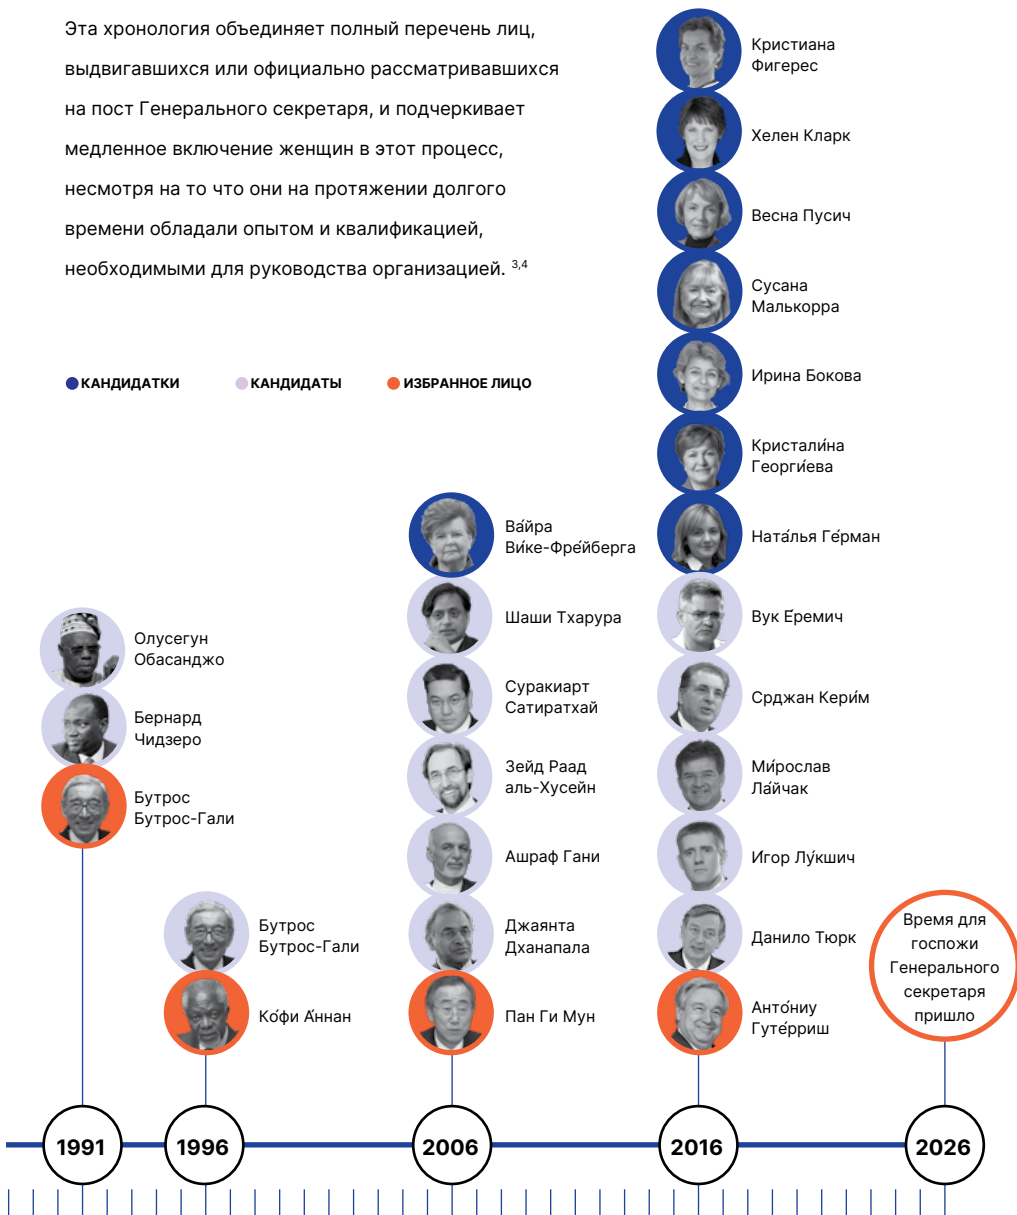 Эта хронология объединяет полный перечень лиц,
выдвигавшихся или официально рассматривавшихся
на пост Генерального секретаря, и подчеркивает
медленное включение женщин в этот процесс,
несмотря на то что они на протяжении долгого
времени обладали опытом и квалификацией,
необходимыми для руководства организацией. 3,4
КАНДИДАТКИ
КАНДИДАТЫ
ИЗБРАННОЕ ЛИЦО
Олусегун
Обасанджо
Бернард
Чидзеро
Бутрос
Бутрос-Гали
Бутрос
Бутрос-Гали
Ко́фи А́ннан
Ва́йра
Ви́ке-Фре́йберга
Шаши Тхарура
Суракиарт
Сатиратхай
Зейд Раад
аль-Хусейн
Ашраф Гани
Джаянта
Дханапала
Пан Ги Мун
Кристиана
Фигерес
Хелен Кларк
Весна Пусич
Сусана
Малькорра
Ирина Бокова
Кристали́на
Георги́ева
Ната́лья Ге́рман
Вук Е́ремич
Срджан Кери́м
Ми́рослав
Ла́йчак
Игор Лу́кшич
Данило Тюрк
Анто́ниу
Гуте́рриш
Время для
госпожи
Генерального
секретаря
пришло
1991
1996
2006
2016
2026